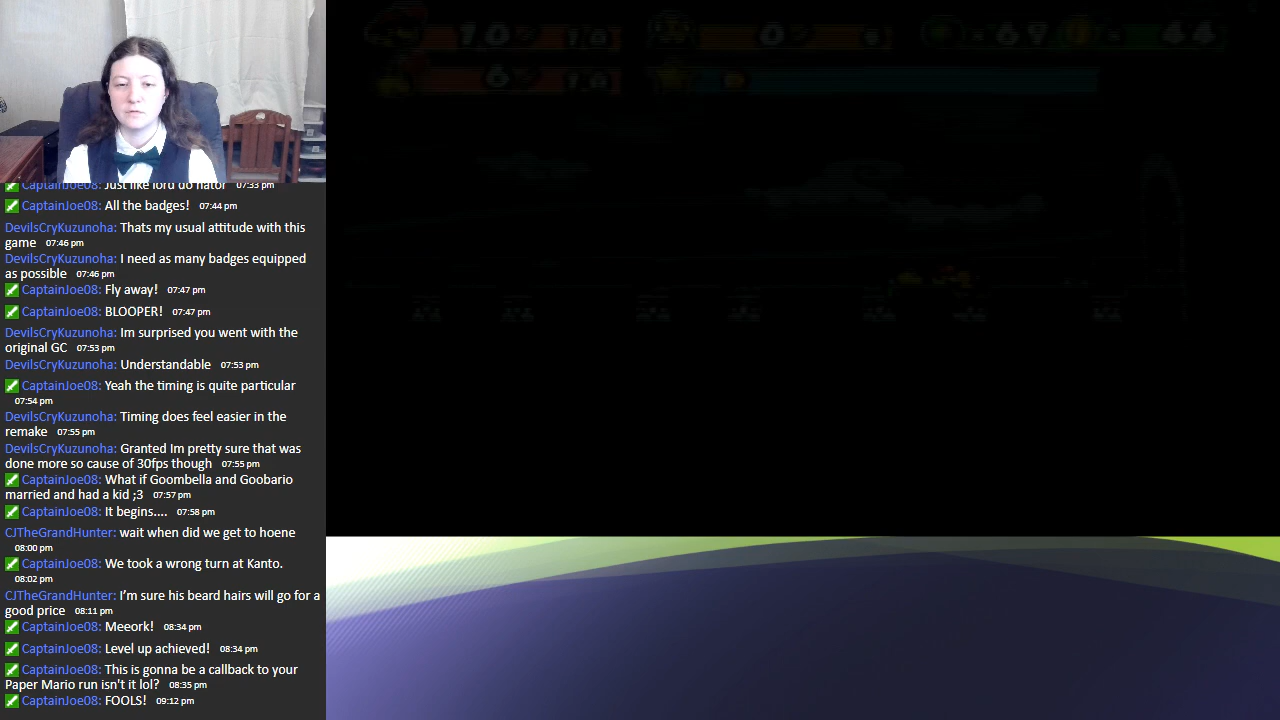 10 10 0 67 44
6 10
CaptainJoe08: Just like lord do nator 07:33 pm
CaptainJoe08: All the badges! 07:44 pm
DevilsCryKuzunoha: Thats my usual attitude with this
game 07:46 pm
DevilsCryKuzunoha: I need as many badges equipped
as possible 07:46 pm
CaptainJoe08: Fly away! 07:47 pm
CaptainJoe08: BLOOPER! 07:47 pm
DevilsCryKuzunoha: Im surprised you went with the
original GC 07:53 pm
DevilsCryKuzunoha: Understandable 07:53 pm
CaptainJoe08: Yeah the timing is quite particular
07:54 pm
DevilsCryKuzunoha: Timing does feel easier in the
remake 07:55 pm
DevilsCryKuzunoha: Granted Im pretty sure that was
done more so cause of 30fps though 07:55 pm
CaptainJoe08: What if Goombella and Goobario
married and had a kid ;3 07:57 pm
CaptainJoe08: It begins.... 07:58 pm
CJTheGrandHunter: wait when did we get to hoene
08:00 pm
CaptainJoe08: We took a wrong turn at Kanto.
08:02 pm
CJTheGrandHunter: I'm sure his beard hairs will go for a
good price 08:11 pm
CaptainJoe08: Meeork! 08:34 pm
CaptainJoe08: Level up achieved! 08:34 pm
CaptainJoe08: This is gonna be a callback to your
Paper Mario run isn't it lol? 08:35 pm
CaptainJoe08: FOOLS! 09:12 pm